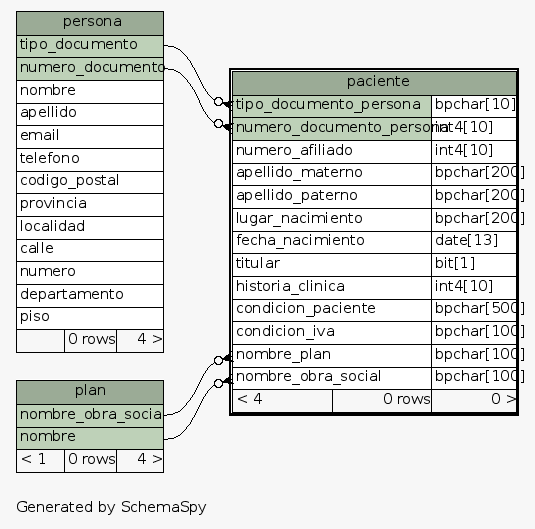 persona
tipo_documento
numero_documento
nombre
apellido
email
telefono
codigo_postal
provincia
localidad
calle
numero
departamento
piso
0 rows 4 >
paciente
tipo_documento_persona bpchar[10]
numero_documento_persona int4[10]
numero_afiliado int4[10]
apellido_materno bpchar[200]
apellido_paterno bpchar[200]
lugar_nacimiento bpchar[200]
fecha_nacimiento date[13]
titular bit[1]
historia_clinica int4[10]
condicion_paciente bpchar[500]
condicion_iva bpchar[100]
nombre_plan bpchar[100]
nombre_obra_social bpchar[100]
< 4 0 rows 0 >
plan
nombre_obra_socia
nombre
< 1 0 rows 4 >
Generated by SchemaSpy